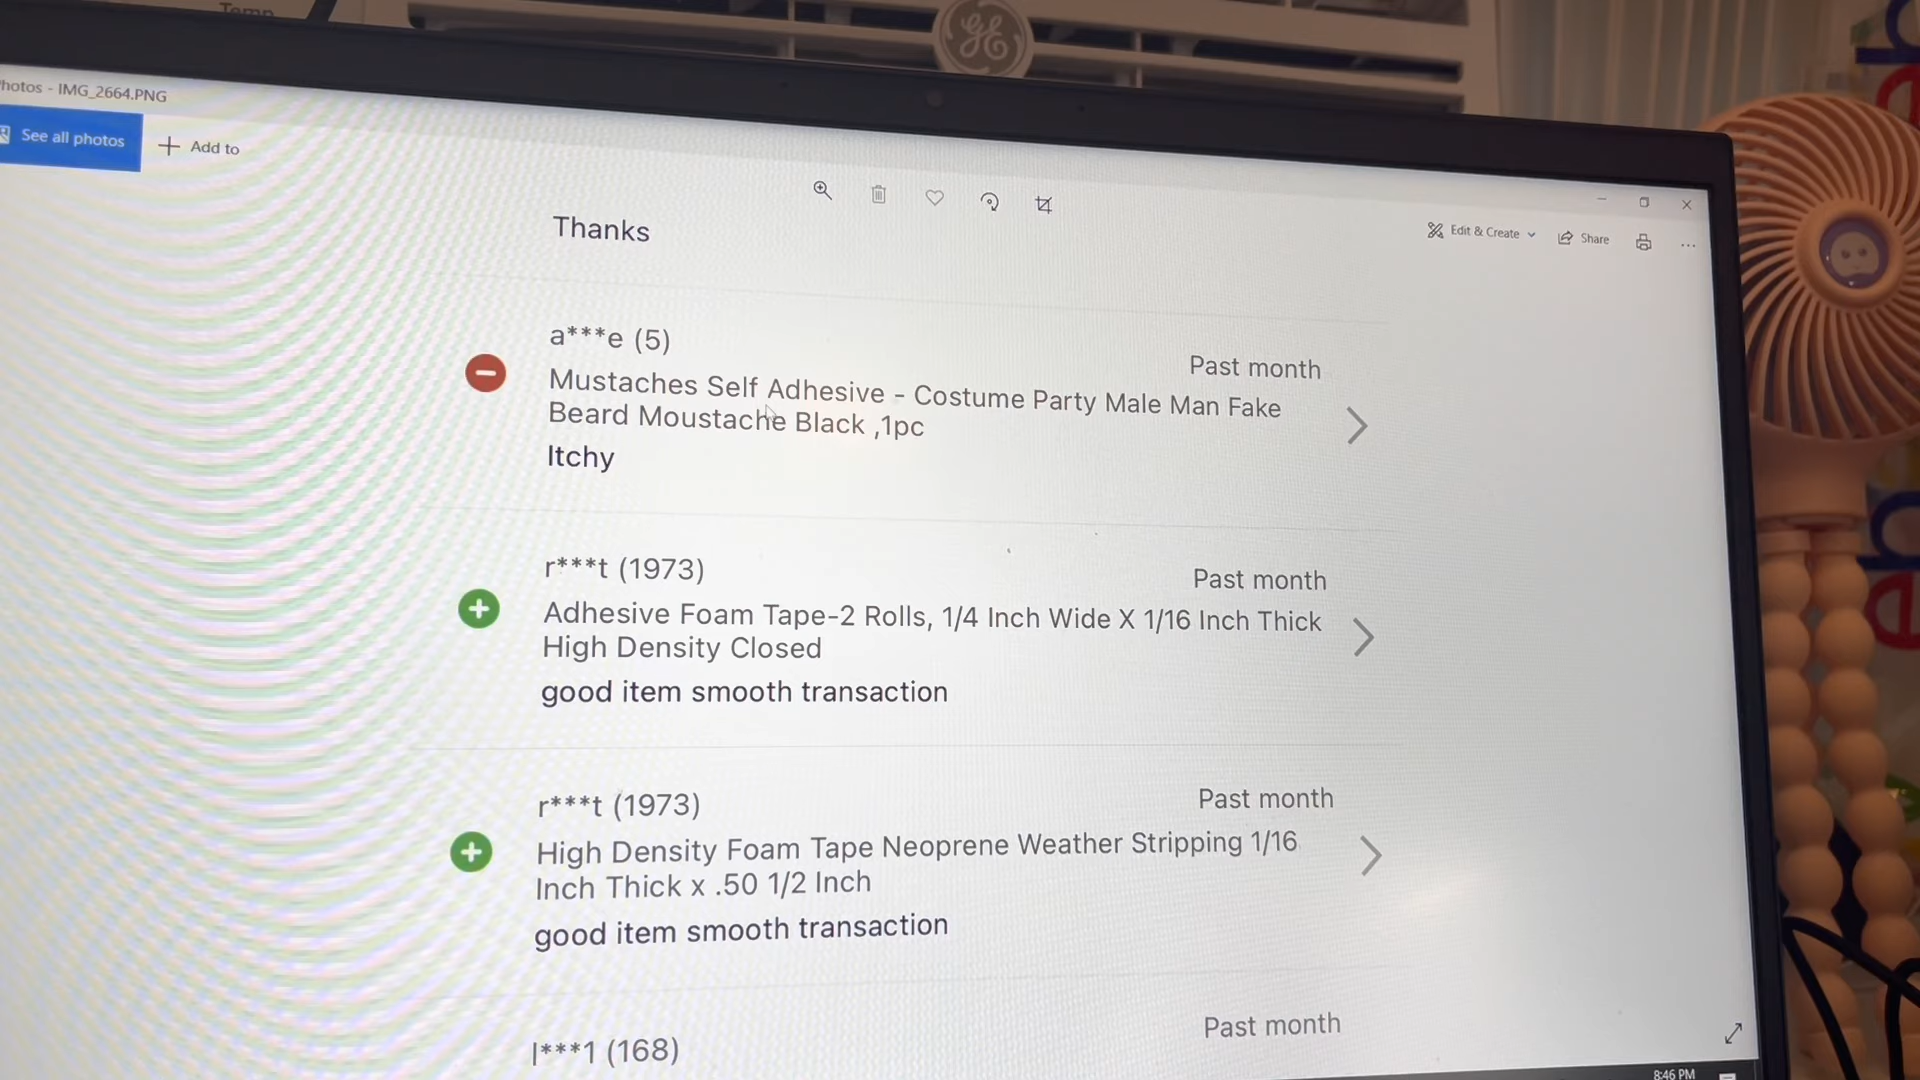 Temp
Photos - IMG_2664.PNG
See all photos
Add to
Edit & Create
Share
Thanks
a***e (5)
Past month
Mustaches Self Adhesive - Costume Party Male Man Fake
Beard Moustache Black ,1pc
Itchy
r***t (1973)
Past month
Adhesive Foam Tape-2 Rolls, 1/4 Inch Wide X 1/16 Inch Thick
High Density Closed
good item smooth transaction
r***t (1973)
Past month
High Density Foam Tape Neoprene Weather Stripping 1/16
Inch Thick x .50 1/2 Inch
good item smooth transaction
l***1 (168)
Past month
8:46 PM
GE